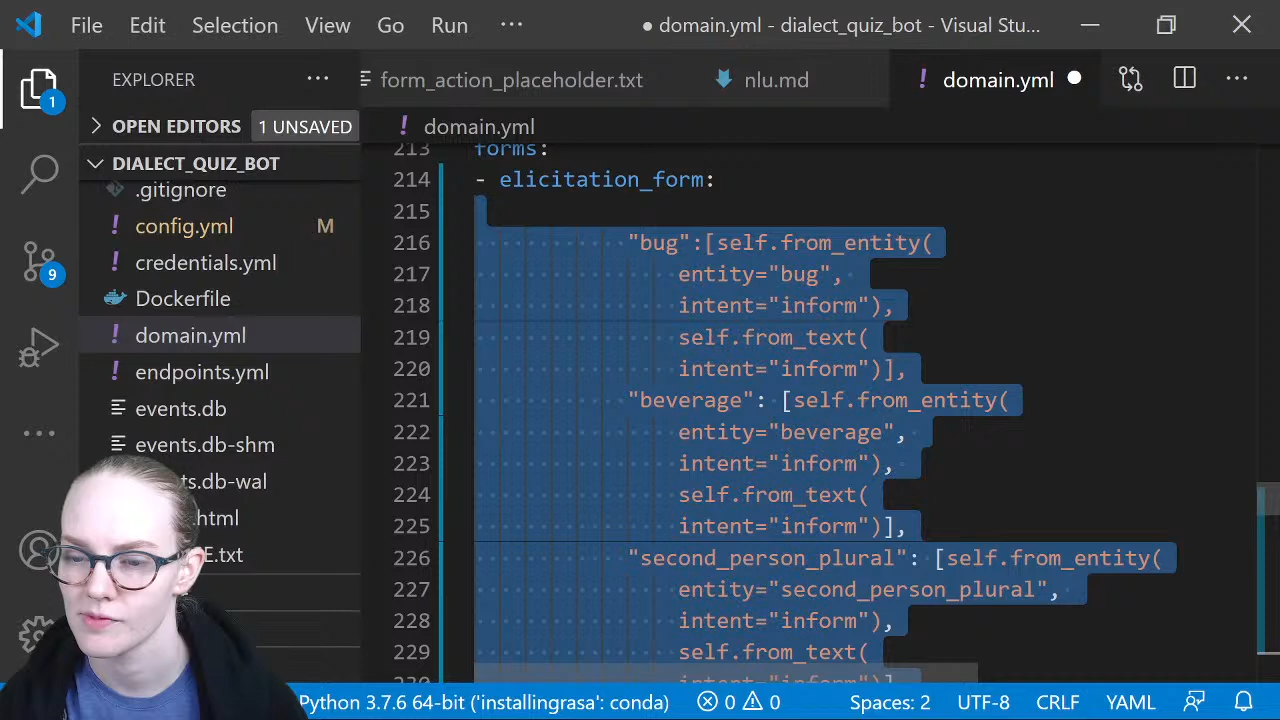 File Edit Selection View Go Run ··· ● domain.yml - dialect_quiz_bot - Visual Stu...
EXPLORER ···
form_action_placeholder.txt nlu.md ! domain.yml ● ···
OPEN EDITORS 1 UNSAVED
! domain.yml
DIALECT_QUIZ_BOT
.gitignore
! config.yml M
! credentials.yml
Dockerfile
! domain.yml
! endpoints.yml
events.db
events.db-shm
s.db-wal
.html
E.txt
1
9
213 forms:
214 - elicitation_form:
215
216 "bug":[self.from_entity(
217 entity="bug",
218 intent="inform"),
219 self.from_text(
220 intent="inform")],
221 "beverage": [self.from_entity(
222 entity="beverage",
223 intent="inform"),
224 self.from_text(
225 intent="inform")],
226 "second_person_plural": [self.from_entity(
227 entity="second_person_plural",
228 intent="inform"),
229 self.from_text(
230 intent="inform")]
Python 3.7.6 64-bit ('installingrasa': conda) 0 0 Spaces: 2 UTF-8 CRLF YAML